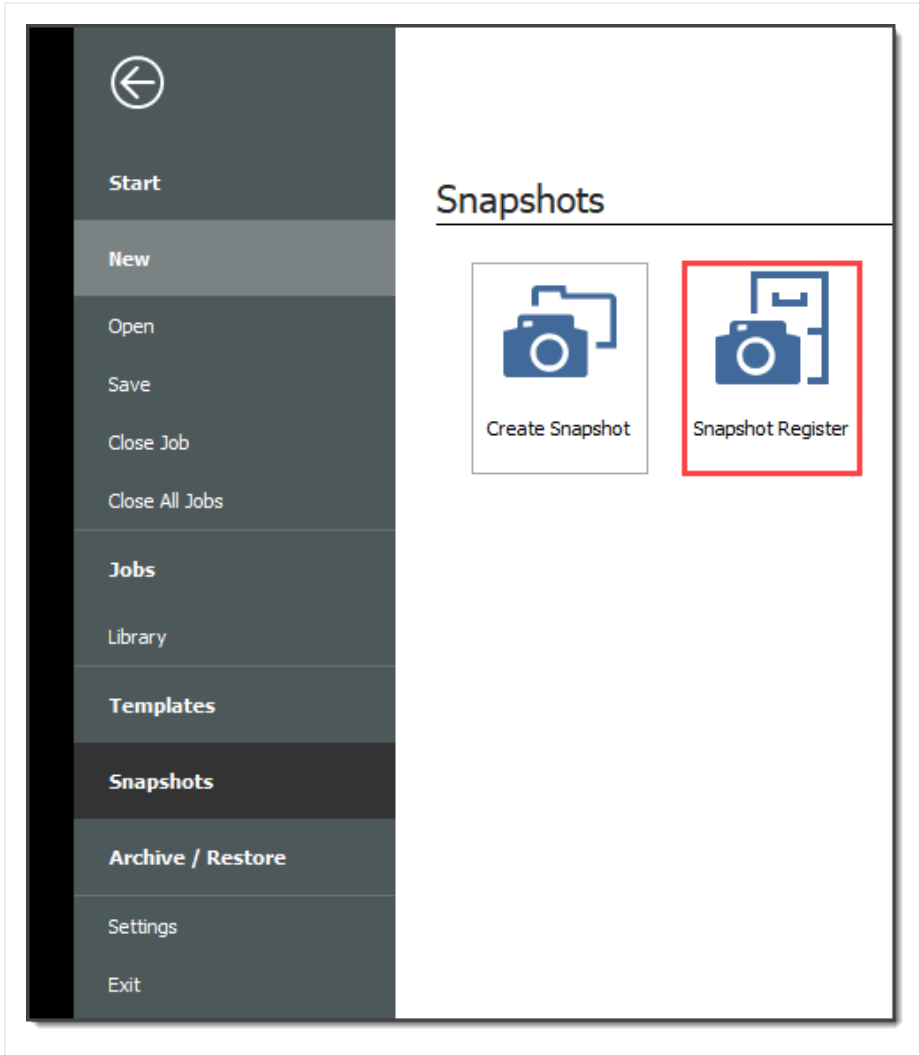 Start
New
Open
Save
Close Job
Close All Jobs
Jobs
Library
Templates
Snapshots
Archive / Restore
Settings
Exit
Snapshots
Create Snapshot
Snapshot Register